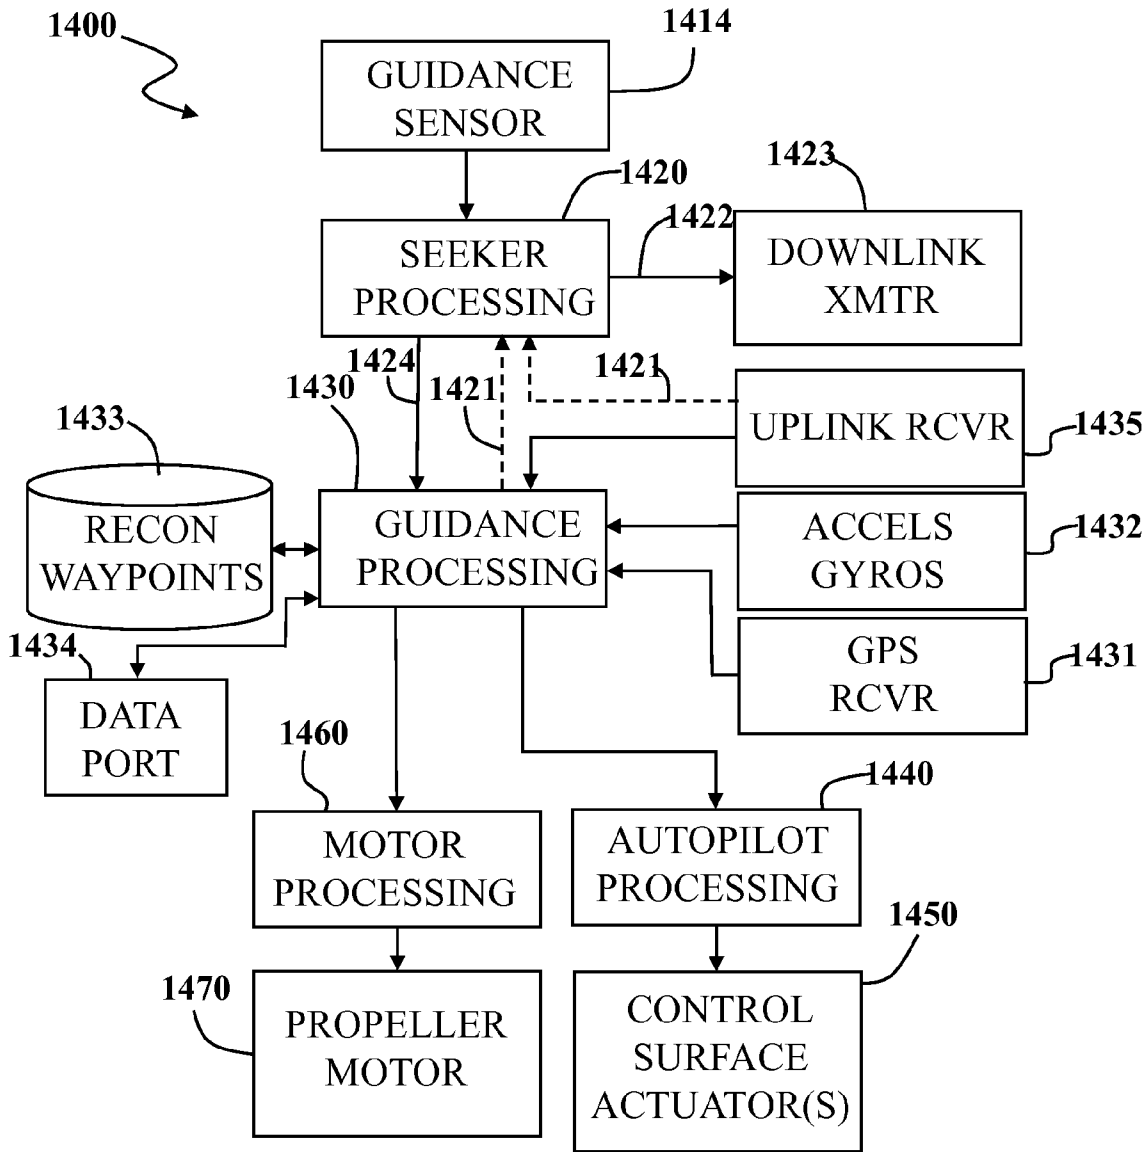 1400
1414
GUIDANCE
SENSOR
1420
1423
1422
SEEKER
PROCESSING
DOWNLINK
XMTR
1424
1421
1421
1430
1433
UPLINK RCVR
1435
RECON
WAYPOINTS
GUIDANCE
PROCESSING
ACCELS
GYROS
1432
1434
DATA
PORT
GPS
RCVR
1431
1460
1440
MOTOR
PROCESSING
AUTOPILOT
PROCESSING
1450
1470
PROPELLER
MOTOR
CONTROL
SURFACE
ACTUATOR(S)